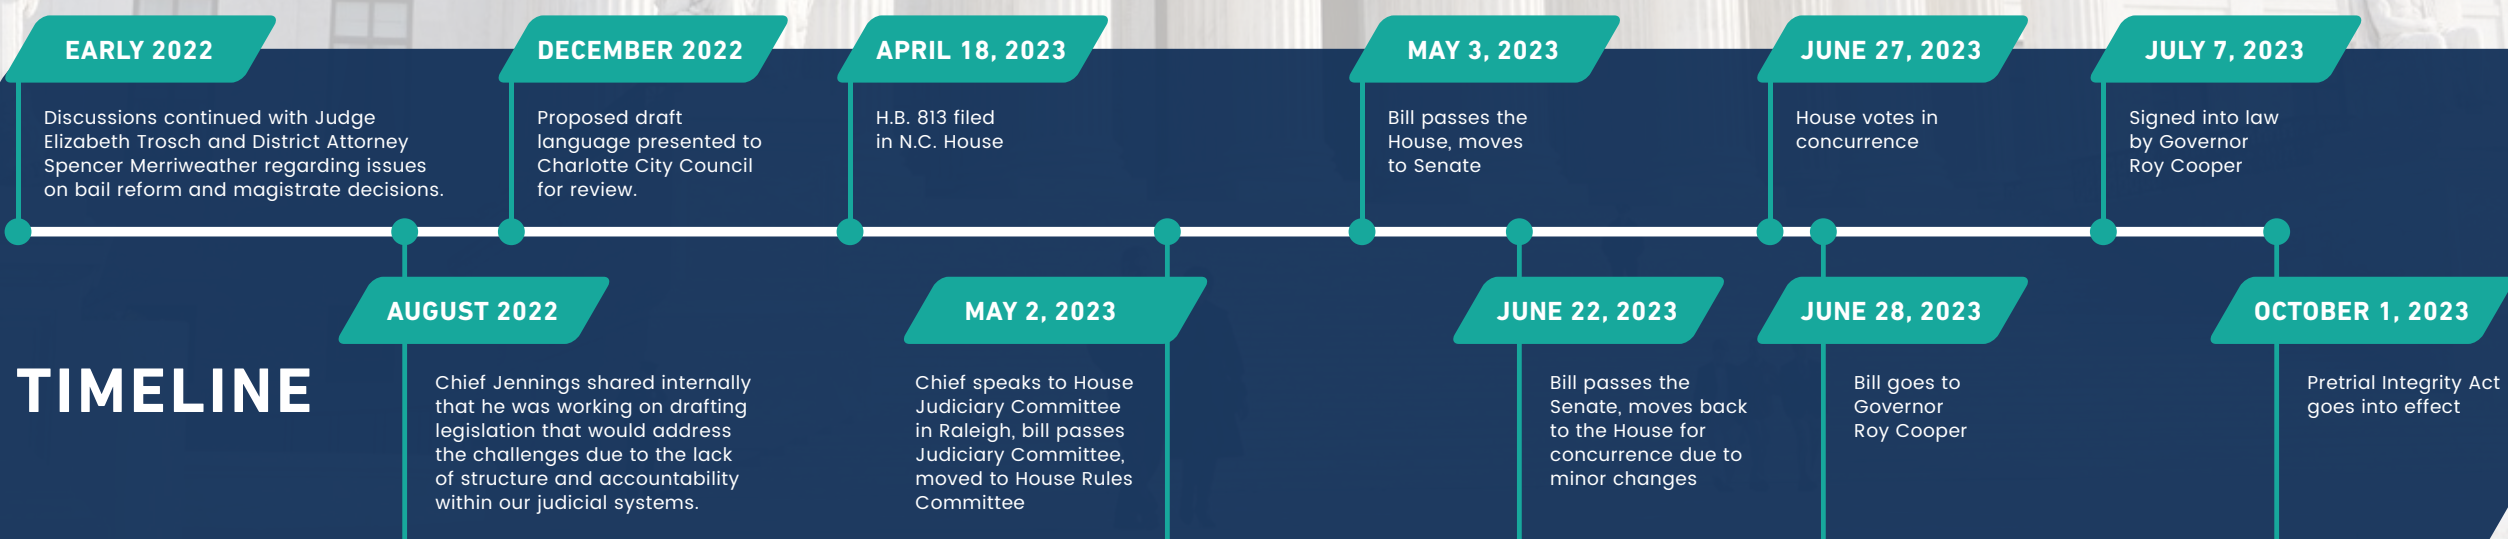 EARLY 2022
Discussions continued with Judge
Elizabeth Trosch and District Attorney
Spencer Merriweather regarding issues
on bail reform and magistrate decisions.
DECEMBER 2022
Proposed draft
language presented to
Charlotte City Council
for review.
APRIL 18, 2023
H.B. 813 filed
in N.C. House
MAY 3, 2023
Bill passes the
House, moves
to Senate
JUNE 27, 2023
House votes in
concurrence
JULY 7, 2023
Signed into law
by Governor
Roy Cooper
TIMELINE
AUGUST 2022
Chief Jennings shared internally
that he was working on drafting
legislation that would address
the challenges due to the lack
of structure and accountability
within our judicial systems.
MAY 2, 2023
Chief speaks to House
Judiciary Committee
in Raleigh, bill passes
Judiciary Committee,
moved to House Rules
Committee
JUNE 22, 2023
Bill passes the
Senate, moves back
to the House for
concurrence due to
minor changes
JUNE 28, 2023
Bill goes to
Governor
Roy Cooper
OCTOBER 1, 2023
Pretrial Integrity Act
goes into effect